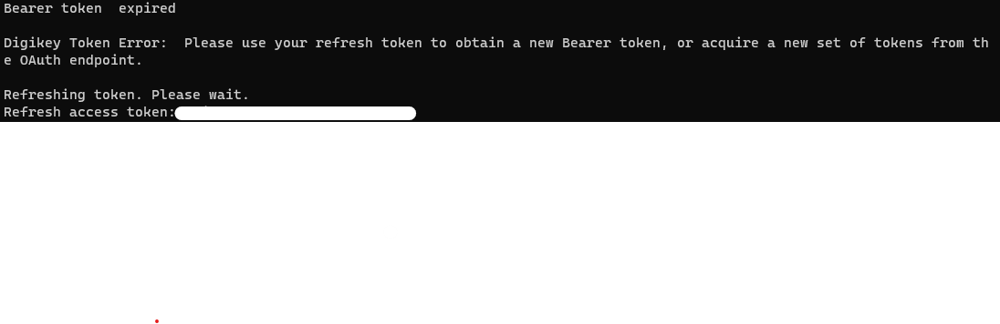 Bearer token  expired
Digikey Token Error:  Please use your refresh token to obtain a new Bearer token, or acquire a new set of tokens from th
e OAuth endpoint.
Refreshing token. Please wait.
Refresh access token: